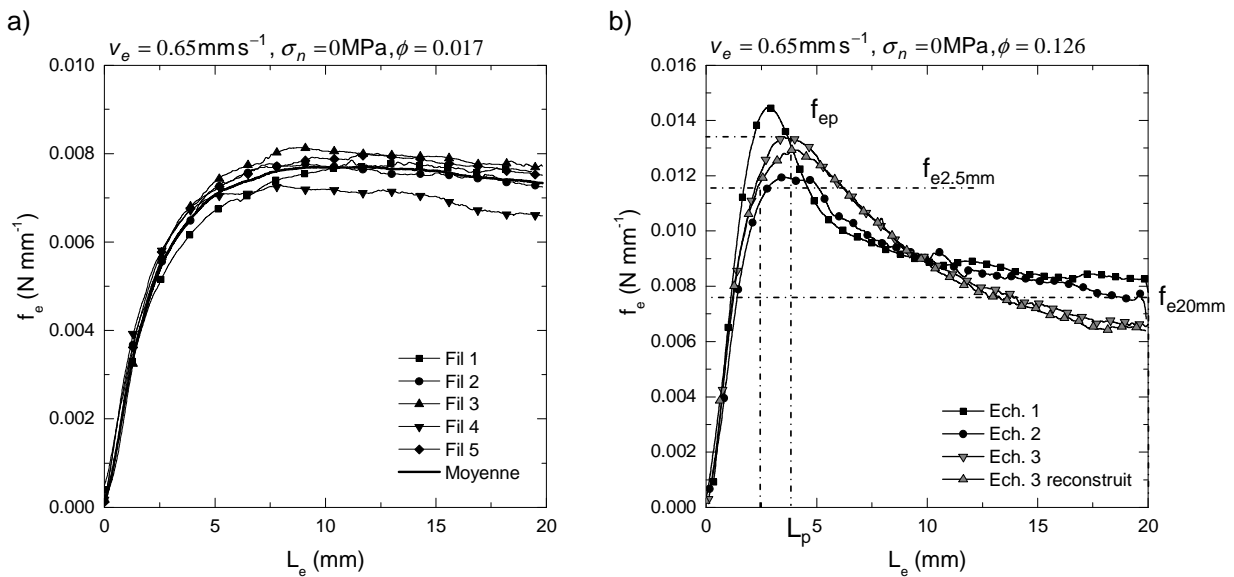 a)
v_e = 0.65mm s⁻¹, σ_n = 0MPa, ϕ = 0.017
0.010
0.008
0.006
0.004
0.002
0.000
f_e (N mm⁻¹)
Fil 1
Fil 2
Fil 3
Fil 4
Fil 5
Moyenne
0 5 10 15 20
L_e (mm)
b)
v_e = 0.65mm s⁻¹, σ_n = 0MPa, ϕ = 0.126
0.016
0.014
0.012
0.010
0.008
0.006
0.004
0.002
0.000
f_e (N mm⁻¹)
f_ep
f_e2.5mm
f_e20mm
Ech. 1
Ech. 2
Ech. 3
Ech. 3 reconstruit
0 L_p 5 10 15 20
L_e (mm)